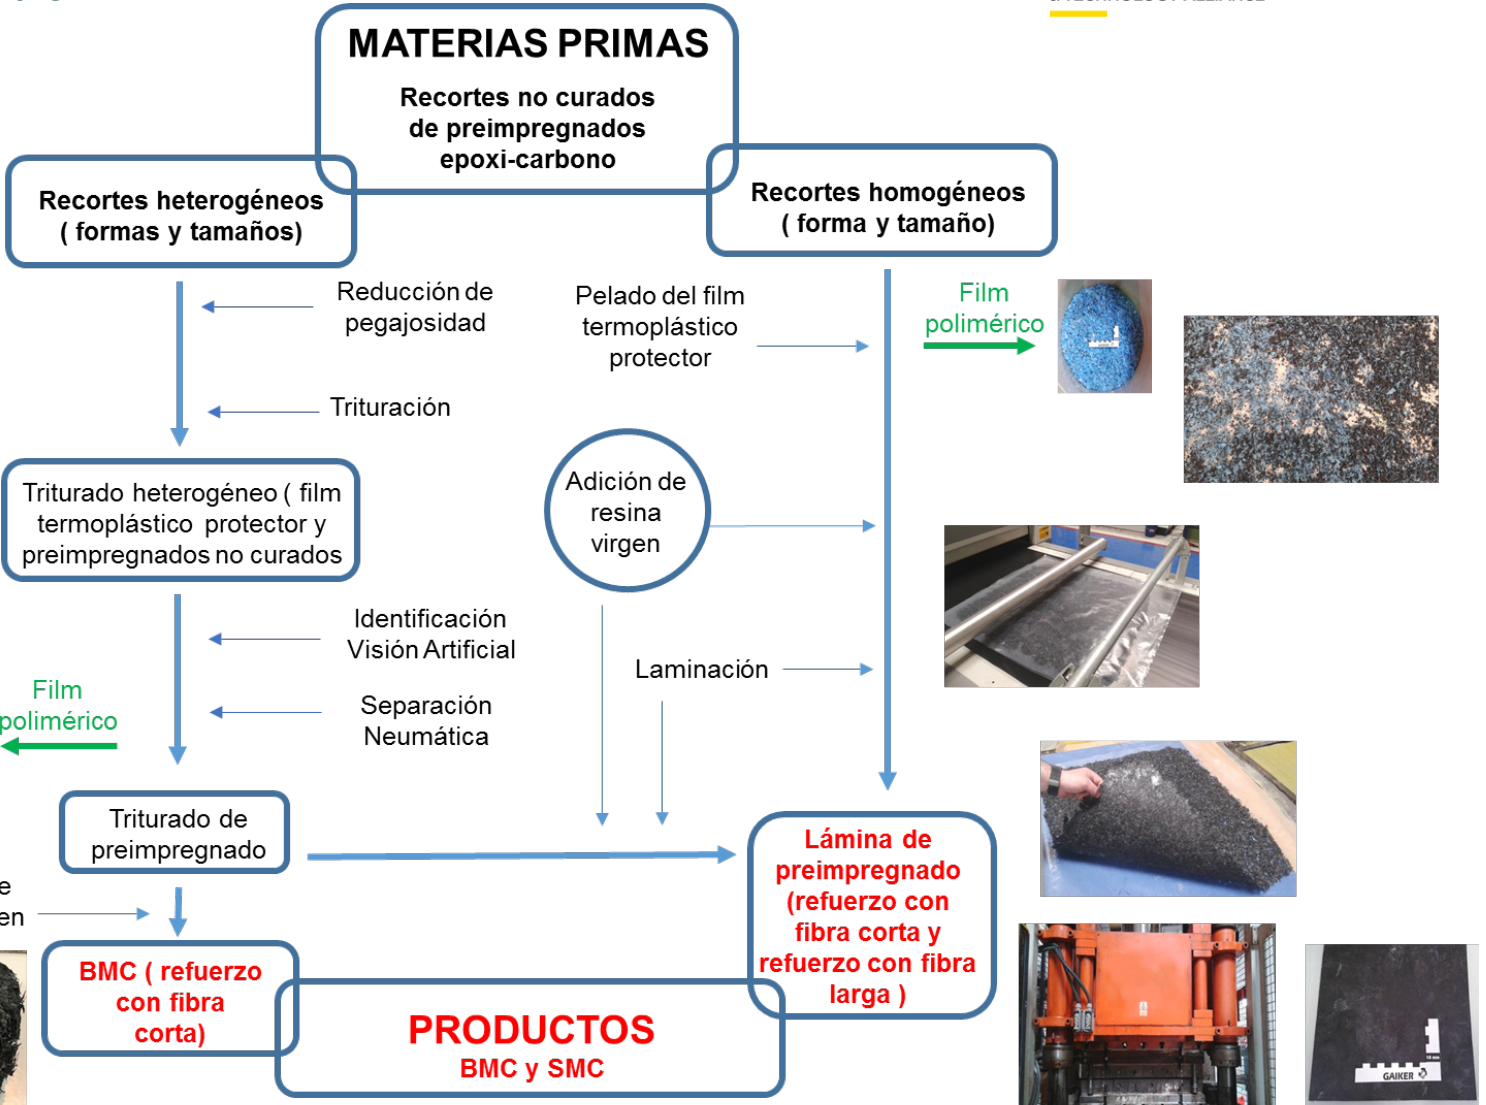 MATERIAS PRIMAS
Recortes no curados
de preimpregnados
epoxi-carbono
Recortes heterogéneos
( formas y tamaños)
Recortes homogéneos
( forma y tamaño)
Reducción de
pegajosidad
Trituración
Pelado del film
termoplástico
protector
Film
polimérico
Triturado heterogéneo ( film
termoplástico protector y
preimpregnados no curados
Adición de
resina
virgen
Identificación
Visión Artificial
Separación
Neumática
Laminación
Film
polimérico
Triturado de
preimpregnado
Lámina de
preimpregnado
(refuerzo con
fibra corta y
refuerzo con fibra
larga )
BMC ( refuerzo
con fibra
corta)
PRODUCTOS
BMC y SMC
GAIKER